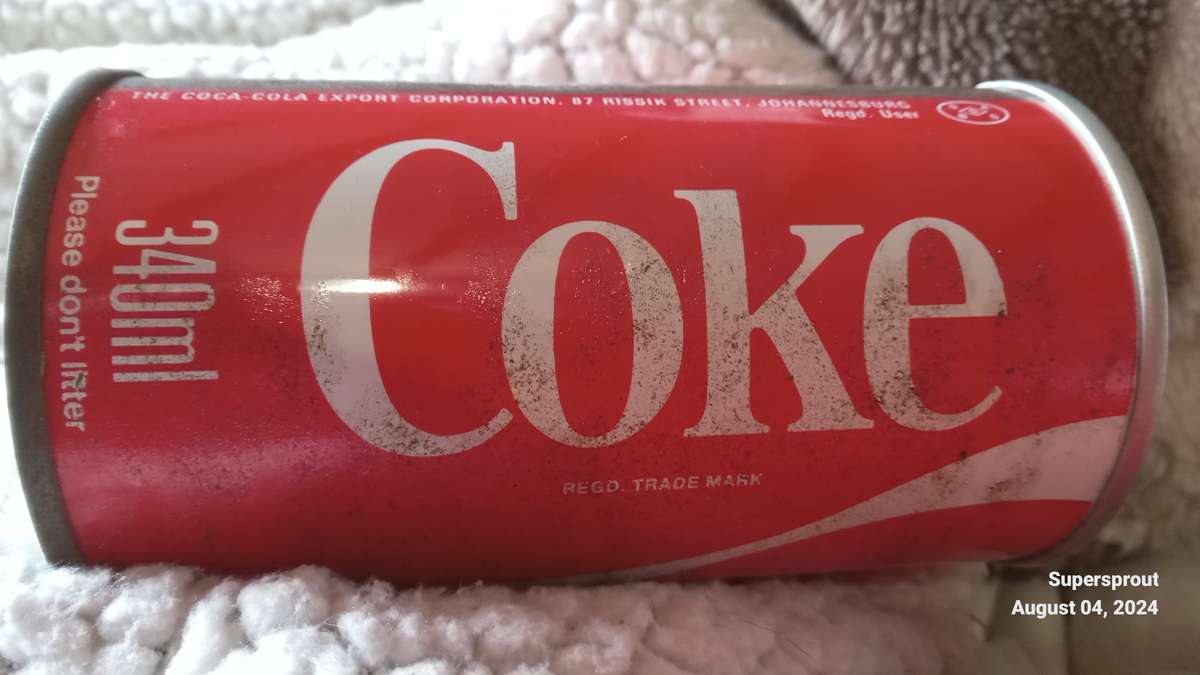 THE COCA-COLA EXPORT CORPORATION, 87 RISSIK STREET, JOHANNESBURG
Regd. User
Coke
REGD. TRADE MARK
340ml
Please don't litter
Supersprout
August 04, 2024